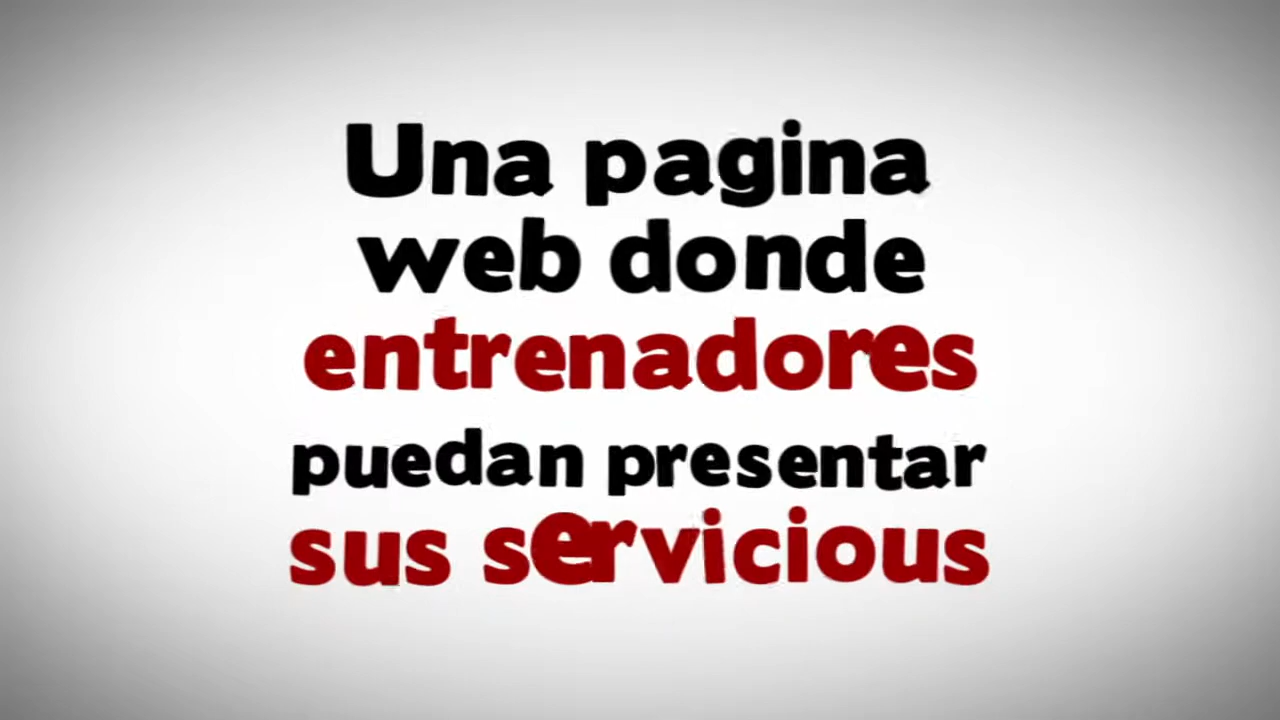 Una pagina
web donde
entrenadores
puedan presentar
sus servicious